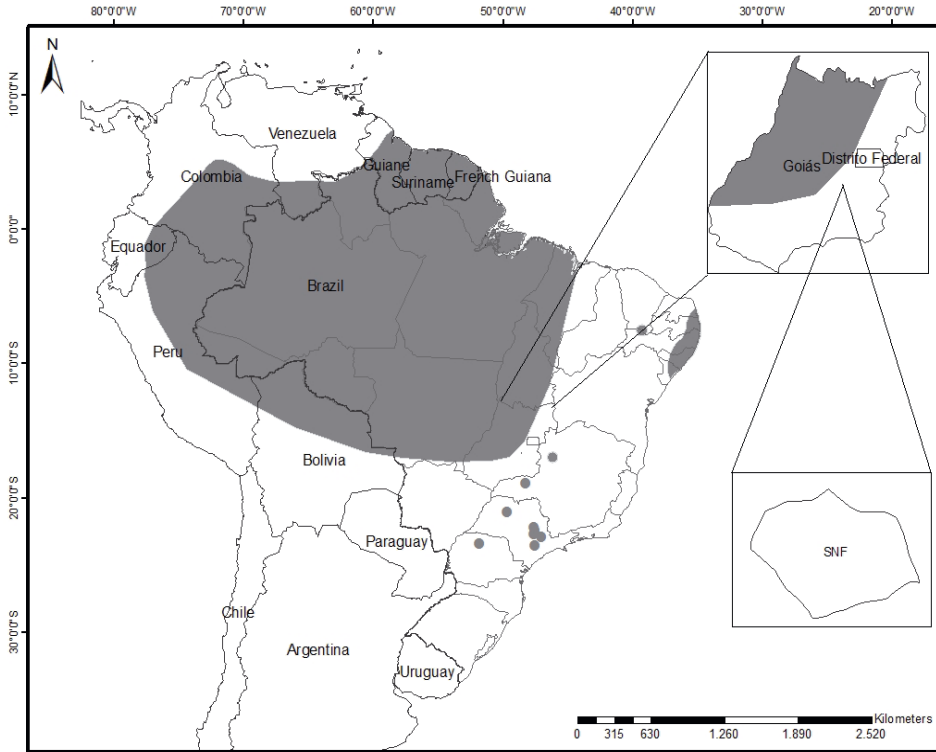 80°0'0"W 70°0'0"W 60°0'0"W 50°0'0"W 40°0'0"W 30°0'0"W 20°0'0"W
N
10°0'0"N
0°0'0"
10°0'0"S
20°0'0"S
30°0'0"S
Venezuela
Guiane
Colombia
Suriname
French Guiana
Equador
Brazil
Peru
Bolivia
Paraguay
Chile
Argentina
Uruguay
Goiás
Distrito Federal
SNF
Kilometers
0 315 630 1.260 1.890 2.520